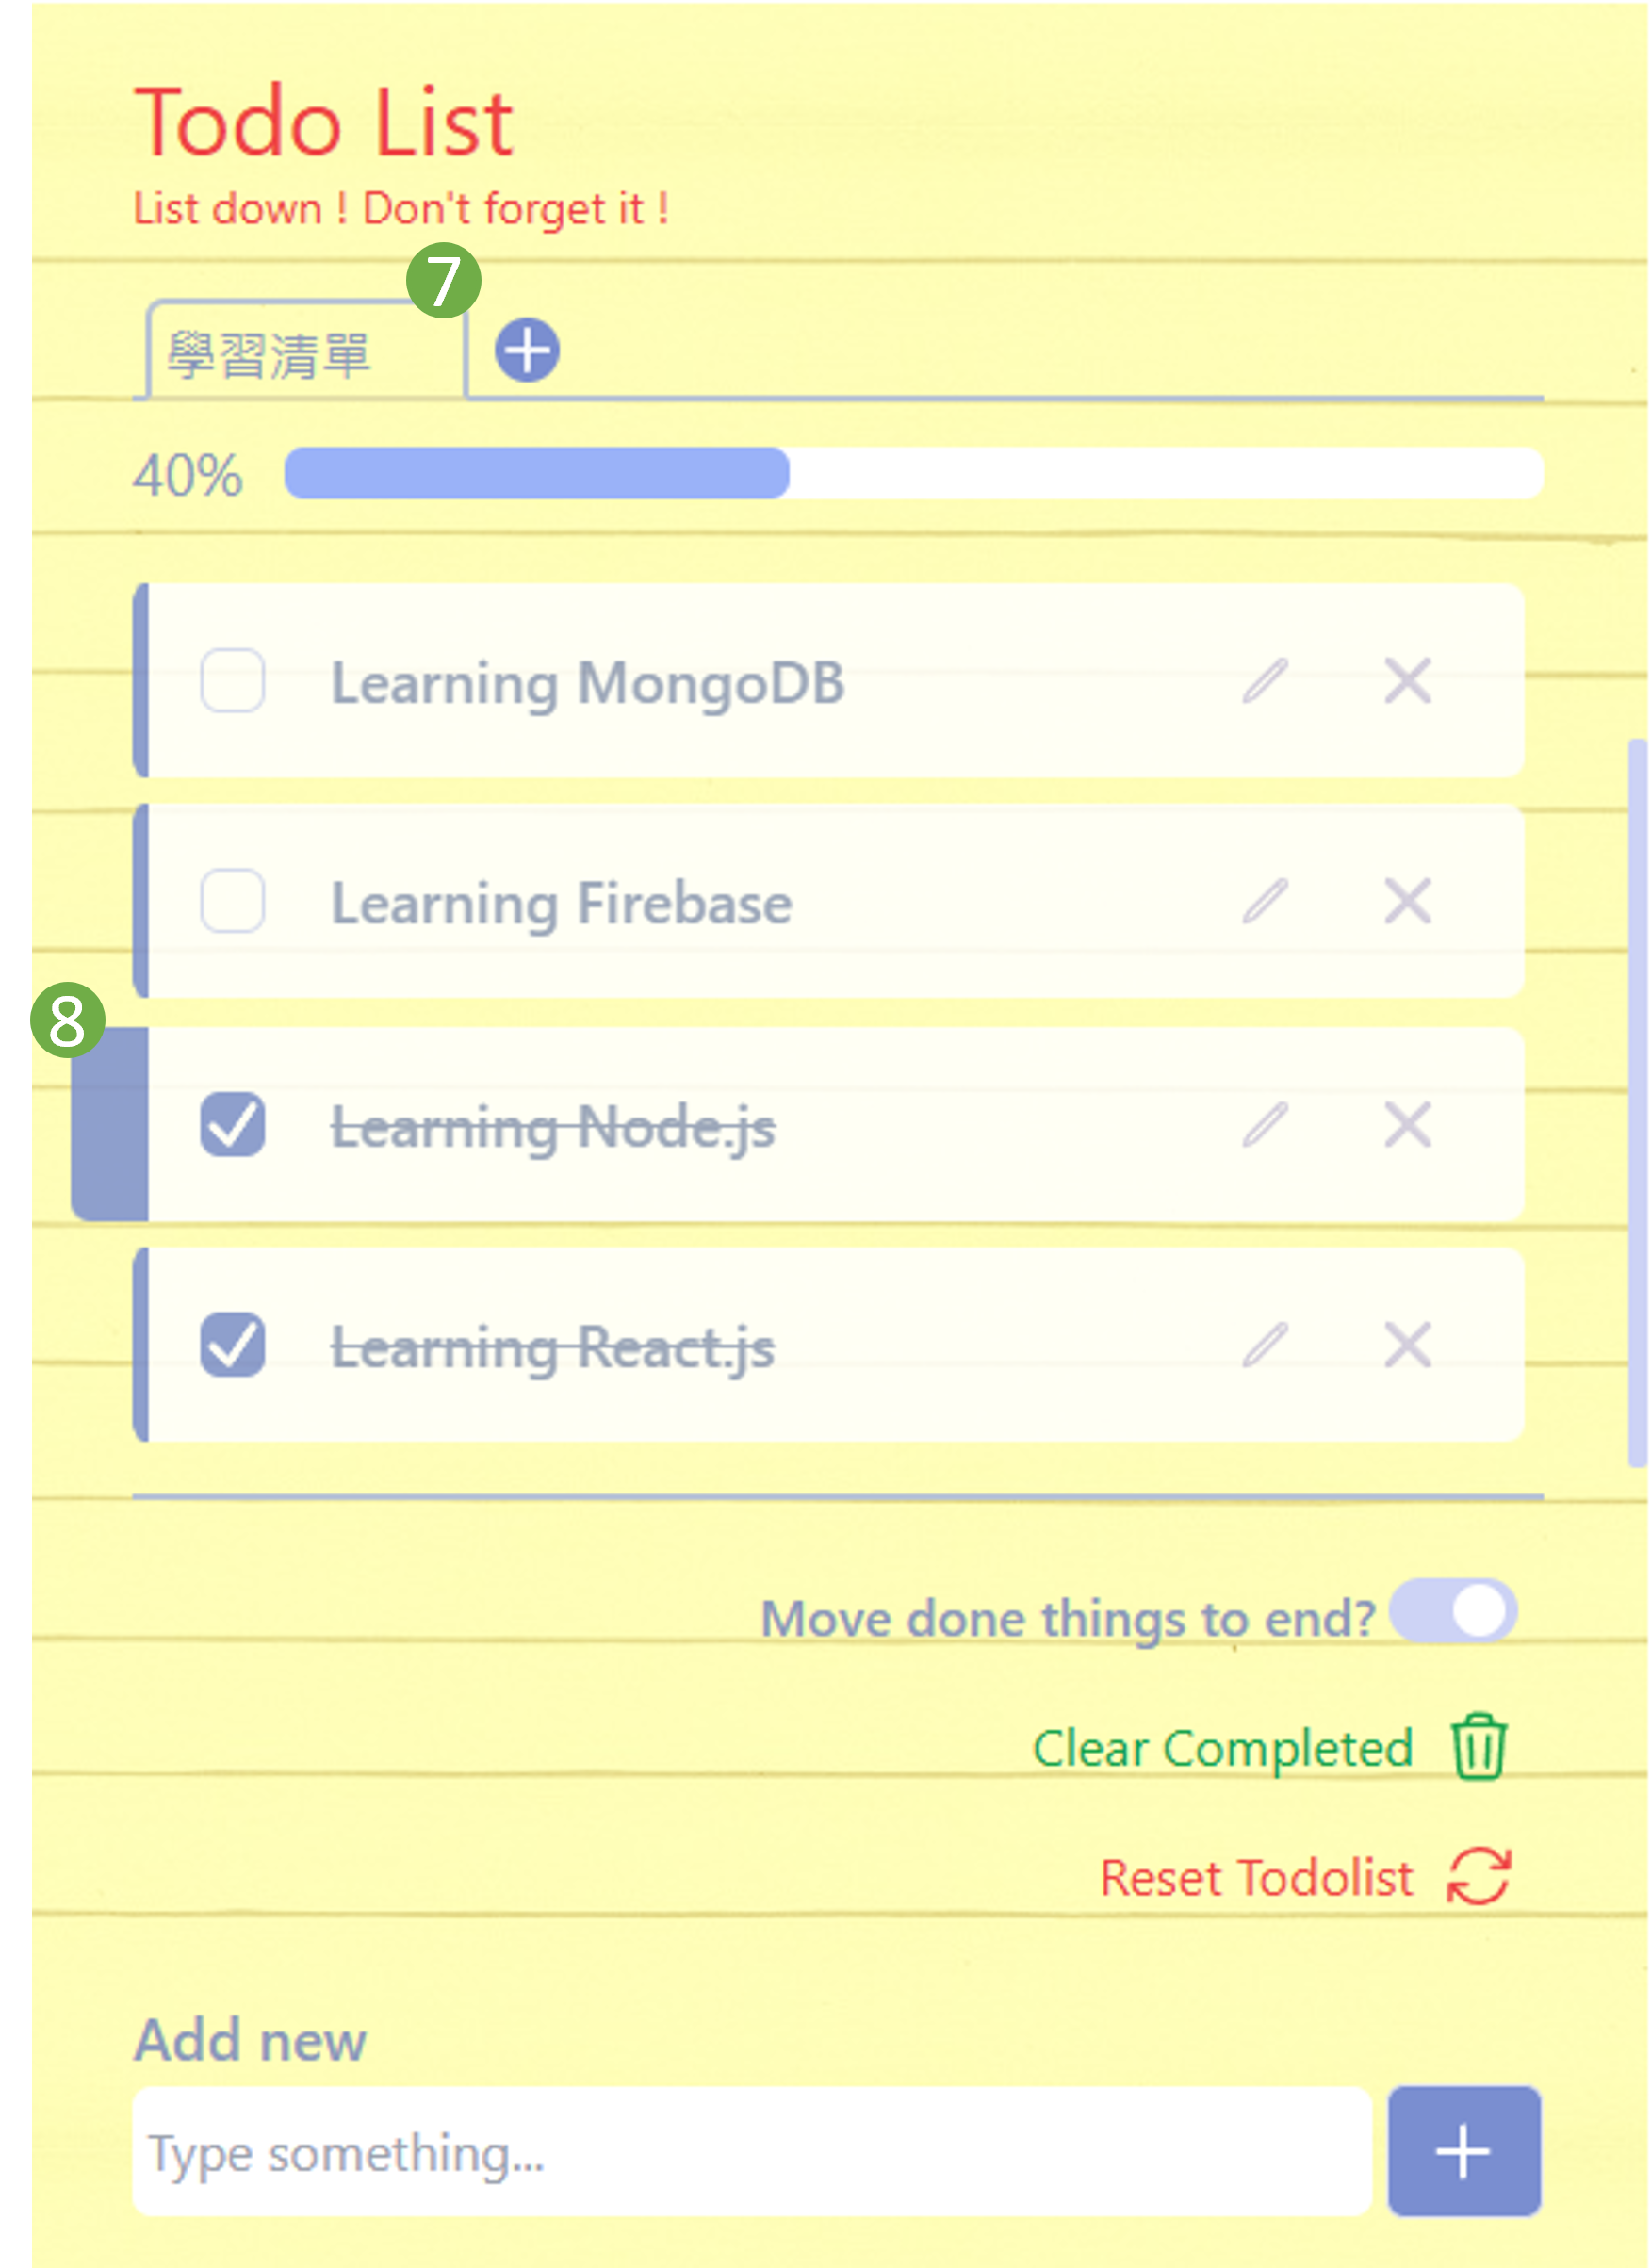 Todo List
List down ! Don't forget it !
7
學習清單
40%
Learning MongoDB
Learning Firebase
8
Learning Node.js
Learning React.js
Move done things to end?
Clear Completed
Reset Todolist
Add new
Type something...